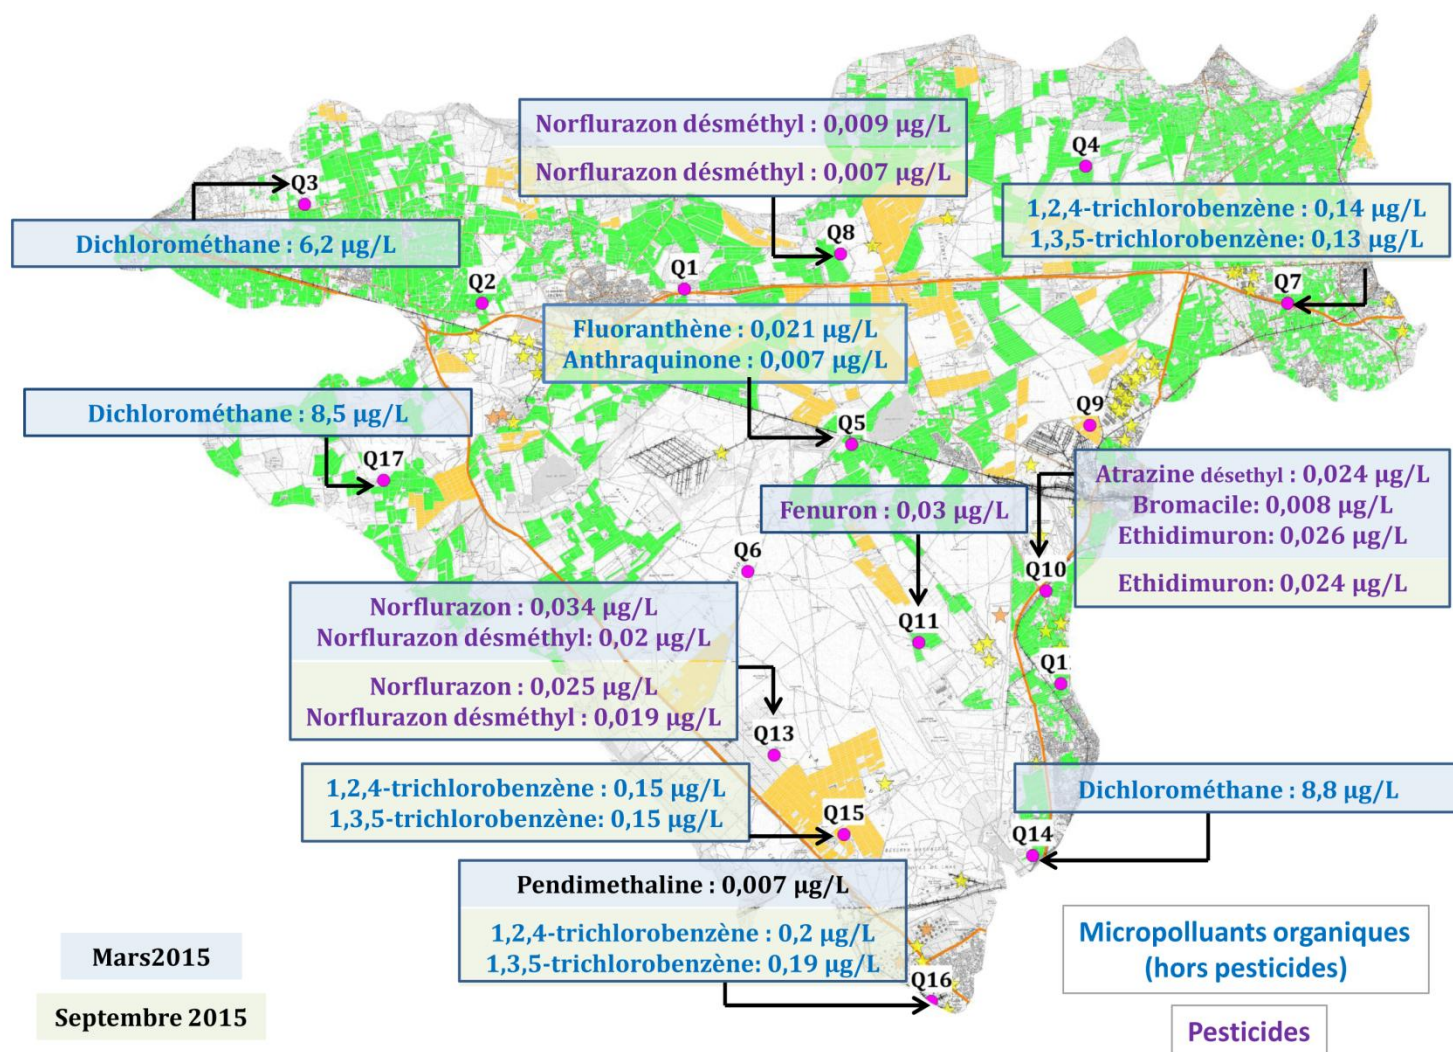 Norflurazon désméthyl : 0,009 µg/L
Norflurazon désméthyl : 0,007 µg/L
Q4
Q3
1,2,4-trichlorobenzène : 0,14 µg/L
1,3,5-trichlorobenzène: 0,13 µg/L
Dichlorométhane : 6,2 µg/L
Q8
Q1
Q2
Q7
Fluoranthène : 0,021 µg/L
Anthraquinone : 0,007 µg/L
Dichlorométhane : 8,5 µg/L
Q9
Q5
Q17
Atrazine désethyl : 0,024 µg/L
Bromacile: 0,008 µg/L
Ethidimuron: 0,026 µg/L
Ethidimuron: 0,024 µg/L
Fenuron : 0,03 µg/L
Q6
Q10
Norflurazon : 0,034 µg/L
Norflurazon désméthyl: 0,02 µg/L
Norflurazon : 0,025 µg/L
Norflurazon désméthyl : 0,019 µg/L
Q11
Q13
1,2,4-trichlorobenzène : 0,15 µg/L
1,3,5-trichlorobenzène: 0,15 µg/L
Dichlorométhane : 8,8 µg/L
Q15
Q14
Pendimethaline : 0,007 µg/L
1,2,4-trichlorobenzène : 0,2 µg/L
1,3,5-trichlorobenzène: 0,19 µg/L
Q16
Mars2015
Septembre 2015
Micropolluants organiques
(hors pesticides)
Pesticides